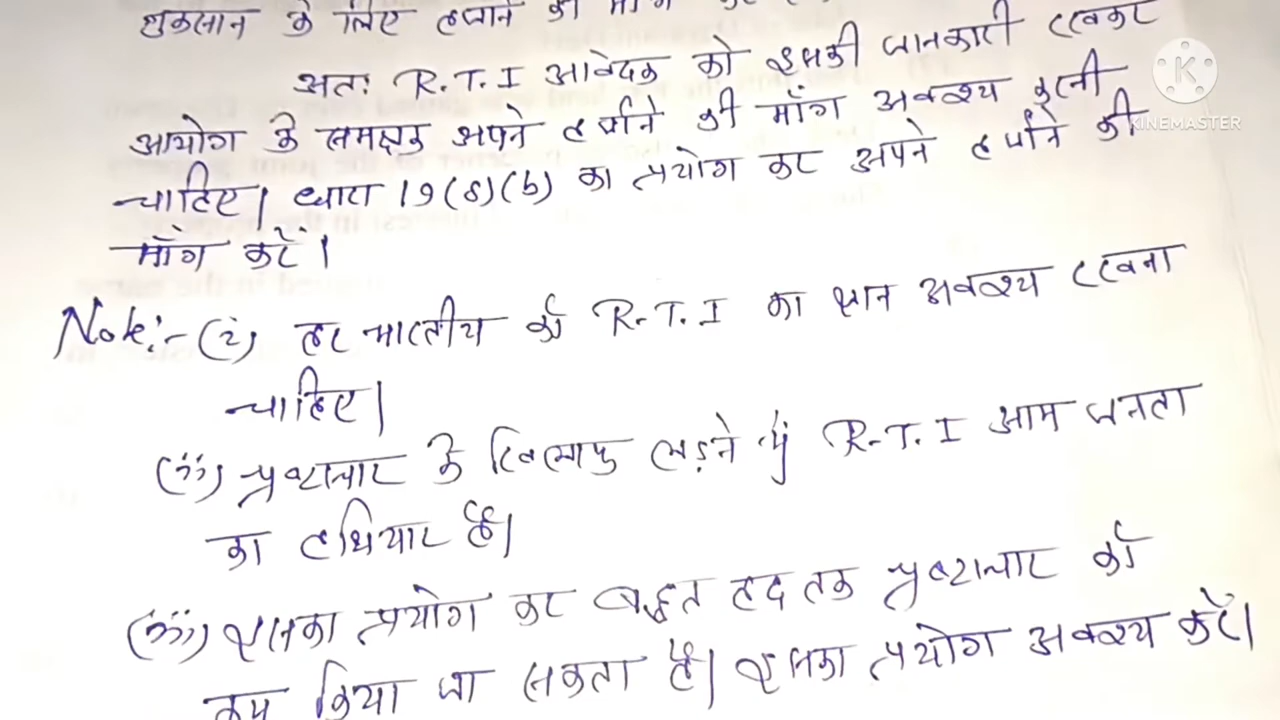 नुकसान के लिए हर्जाने की माँग
अतः R.T.I आवेदक को इसकी जानकारी रखकर
आयोग के समक्ष अपने हर्जाने की माँग अवश्य करनी
चाहिए। धारा 19(8)(b) का प्रयोग कर अपने हर्जाने की
माँग करें।
Note:- (i) हर भारतीय को R.T.I का ज्ञान अवश्य रखना
चाहिए।
(ii) भ्रष्टाचार के खिलाफ लड़ने में R.T.I आम जनता
का हथियार है।
(iii) इसका प्रयोग कर बहुत हद तक भ्रष्टाचार को
कम किया जा सकता है। इसका प्रयोग अवश्य करें।
K
KINEMASTER